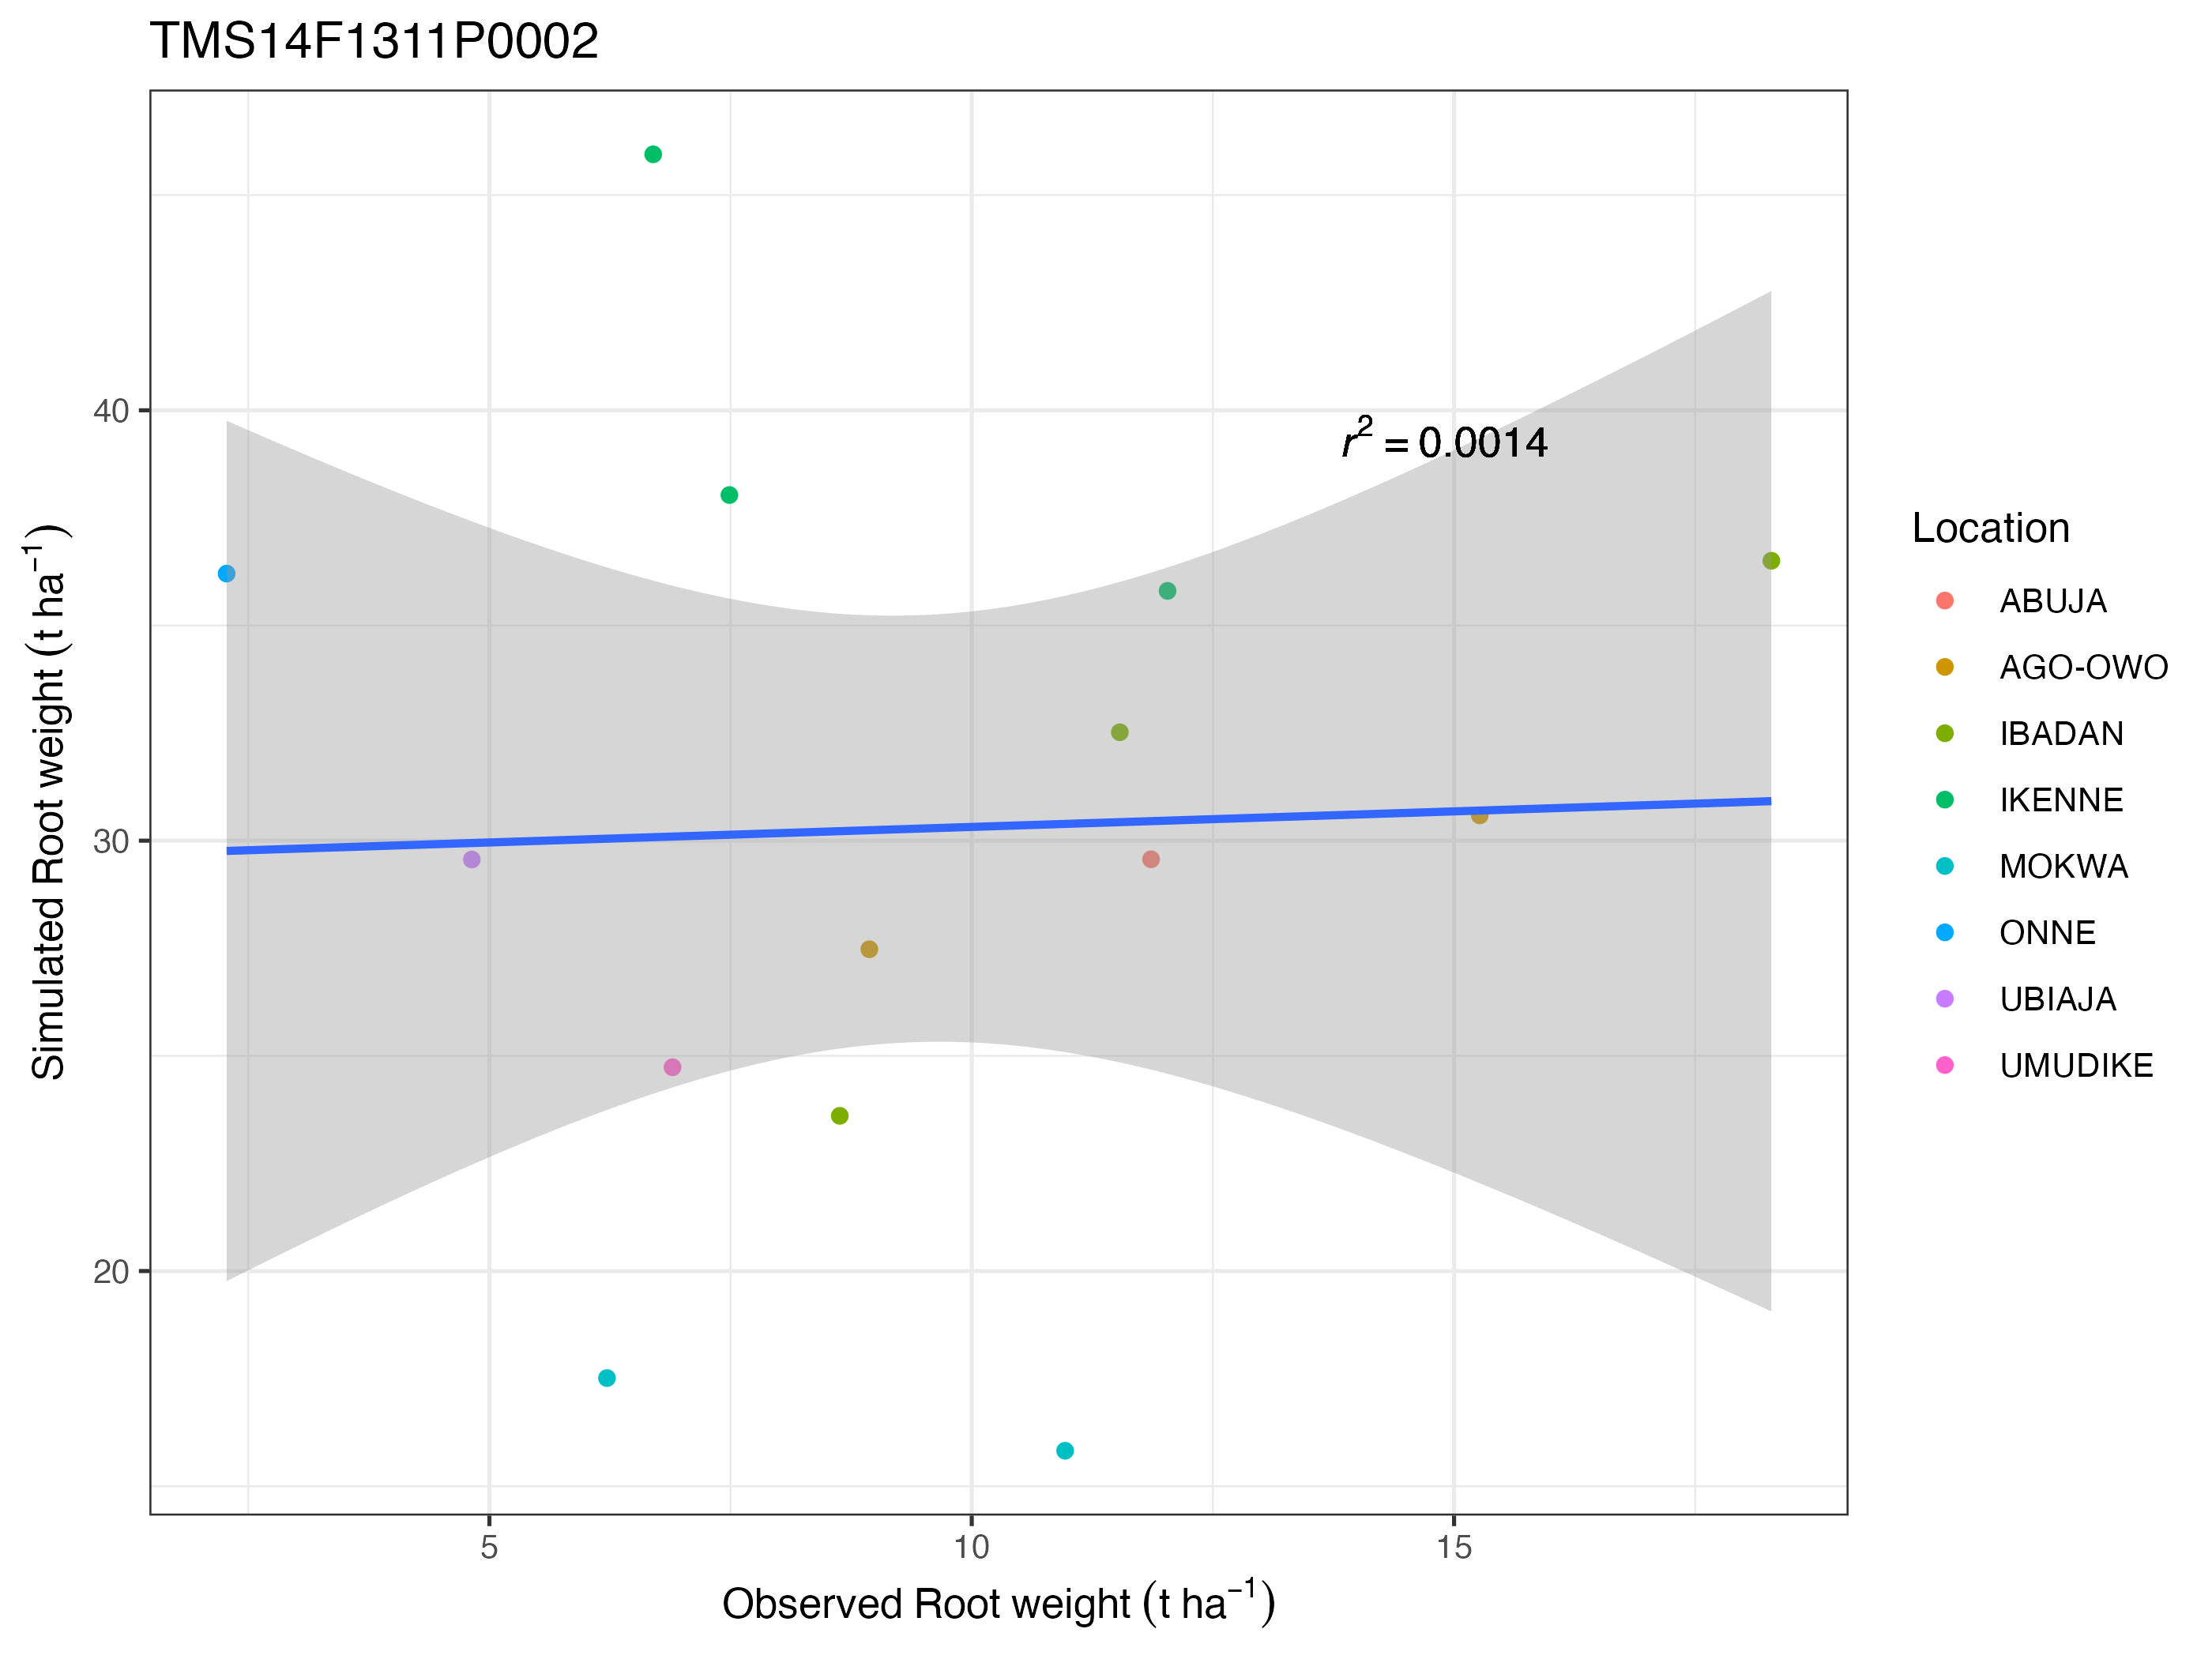 TMS14F1311P0002
r² = 0.0014
40
30
20
5 10 15
Simulated Root weight (t ha⁻¹)
Observed Root weight (t ha⁻¹)
Location
ABUJA
AGO-OWO
IBADAN
IKENNE
MOKWA
ONNE
UBIAJA
UMUDIKE